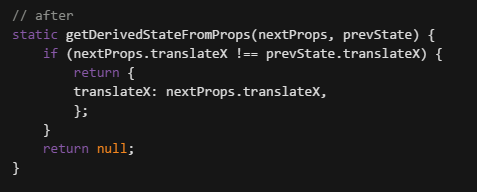 // after
static getDerivedStateFromProps(nextProps, prevState) {
    if (nextProps.translateX !== prevState.translateX) {
        return {
        translateX: nextProps.translateX,
        };
    }
    return null;
}